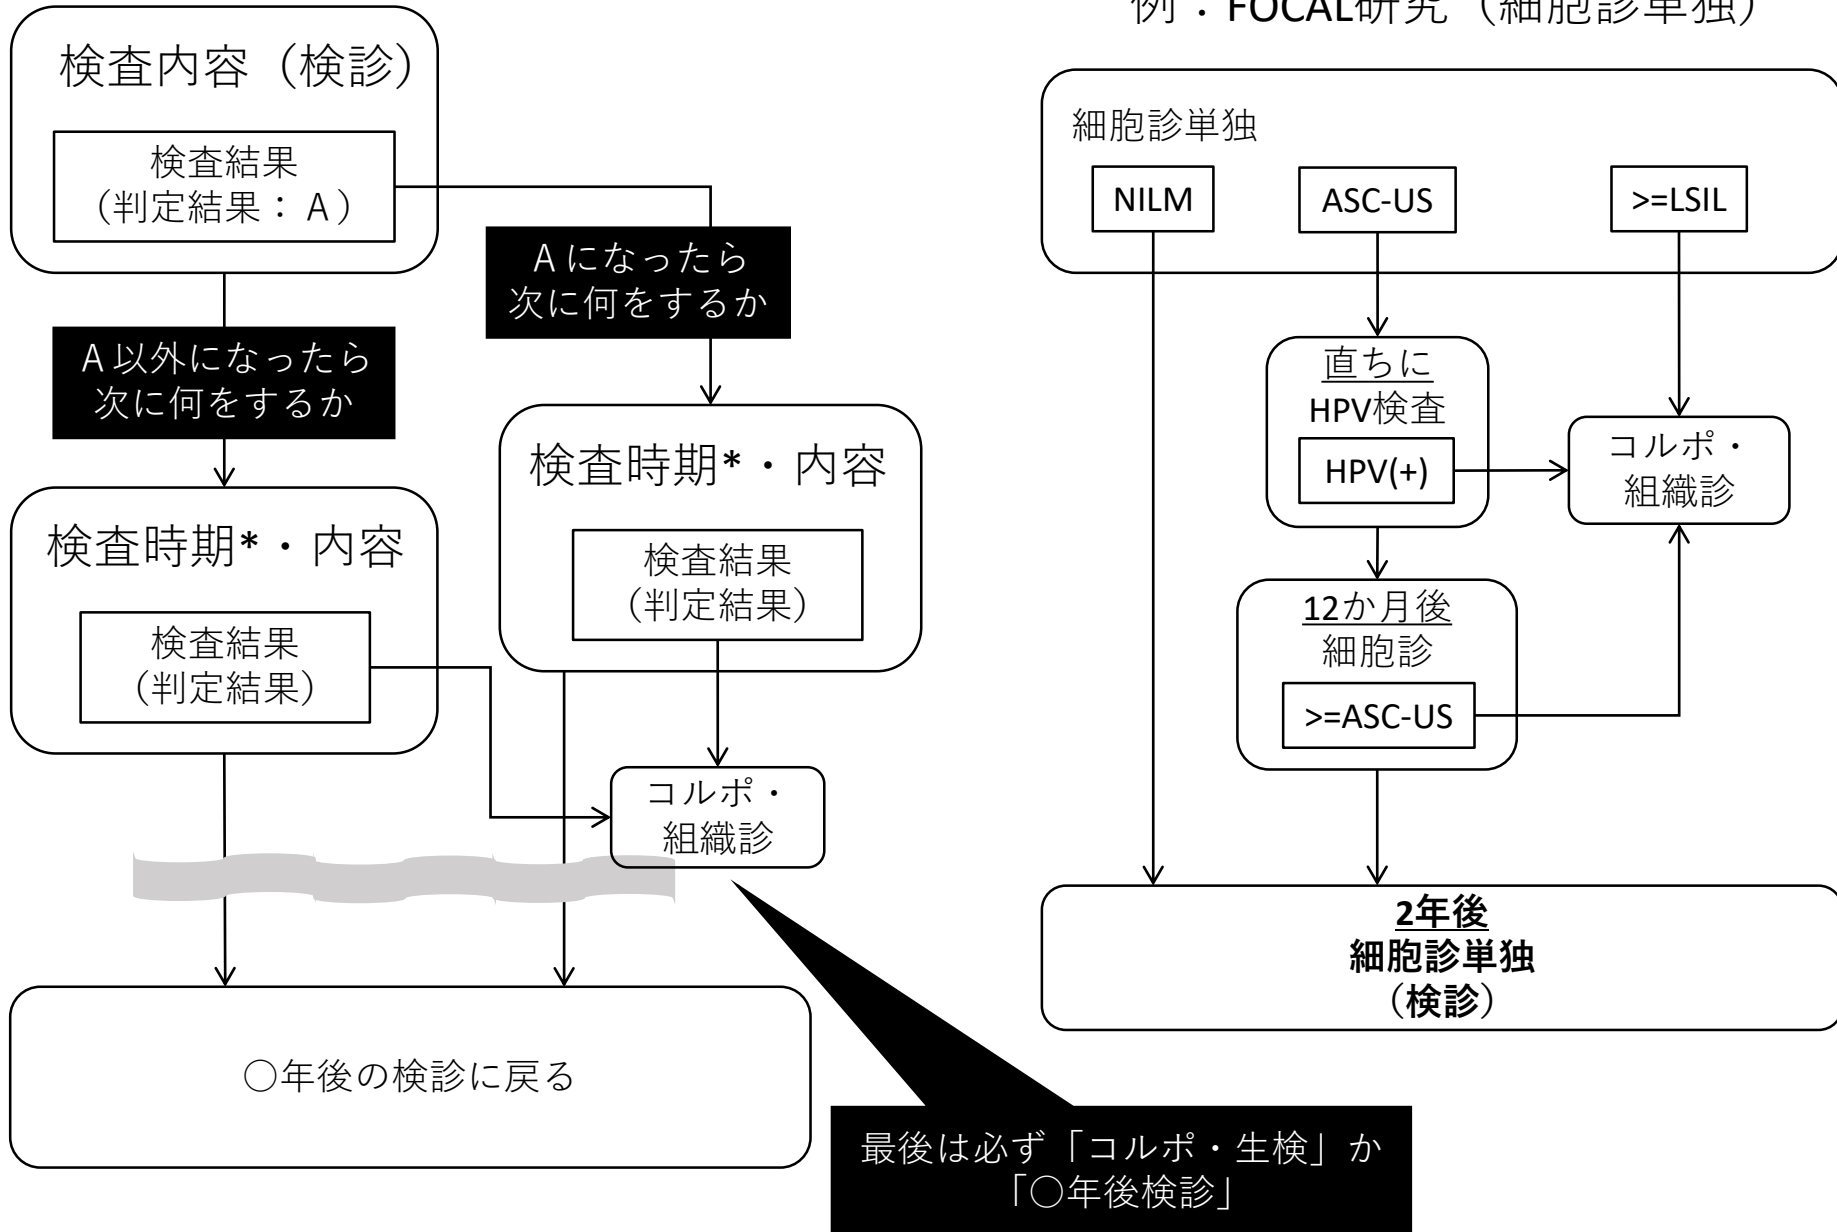 検査内容（検診）
検査結果
（判定結果：A）
Aになったら
次に何をするか
A以外になったら
次に何をするか
検査時期*・内容
検査結果
（判定結果）
検査時期*・内容
検査結果
（判定結果）
コルポ・
組織診
〇年後の検診に戻る
最後は必ず「コルポ・生検」か
「〇年後検診」
例：FOCAL研究（細胞診単独）
細胞診単独
NILM
ASC-US
>=LSIL
直ちに
HPV検査
HPV(+)
コルポ・
組織診
12か月後
細胞診
>=ASC-US
2年後
細胞診単独
（検診）